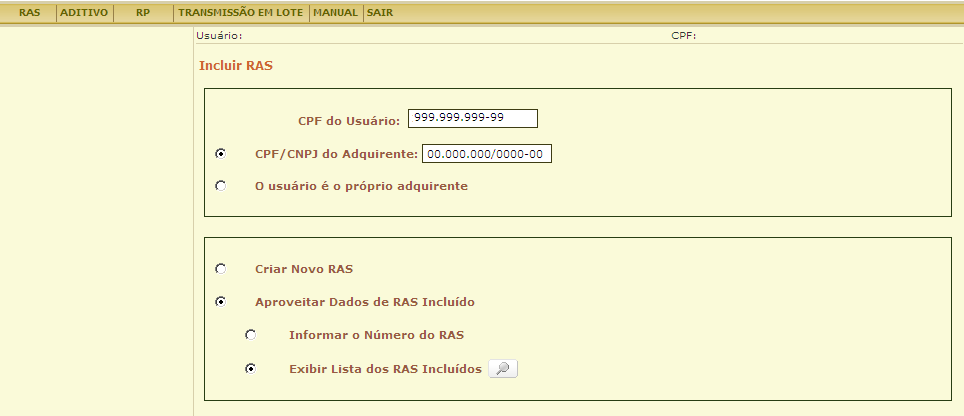 RAS ADITIVO RP TRANSMISSÃO EM LOTE MANUAL SAIR
Usuário: CPF:
Incluir RAS
CPF do Usuário: 999.999.999-99
CPF/CNPJ do Adquirente: 00.000.000/0000-00
O usuário é o próprio adquirente
Criar Novo RAS
Aproveitar Dados de RAS Incluído
Informar o Número do RAS
Exibir Lista dos RAS Incluídos